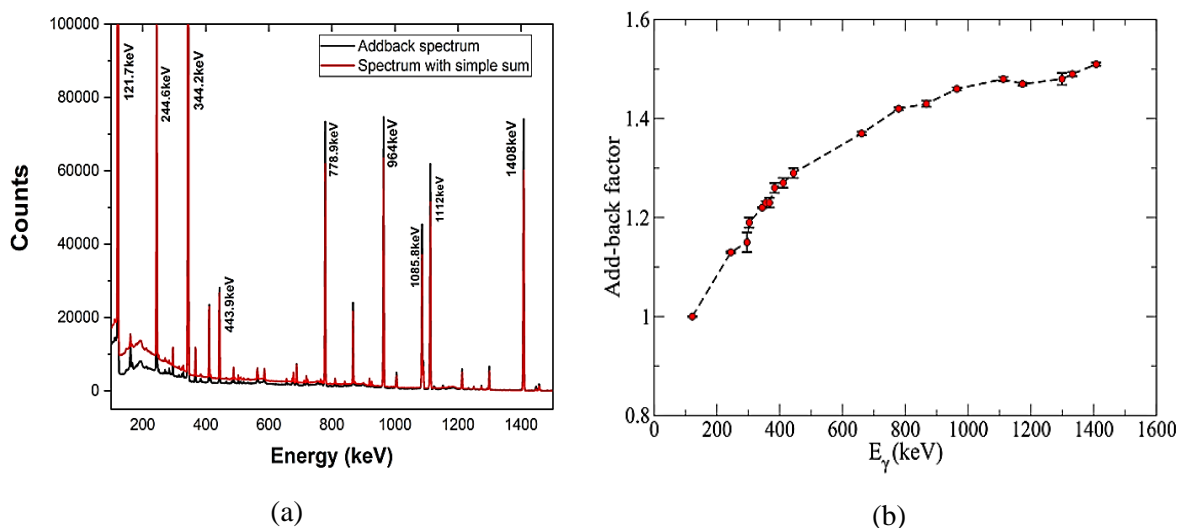 100000
80000
60000
40000
20000
0
Counts
Addback spectrum
Spectrum with simple sum
121.7keV
244.6keV
344.2keV
443.9keV
778.9keV
964keV
1085.8keV
1112keV
1408keV
200 400 600 800 1000 1200 1400
Energy (keV)
(a)
1.6
1.4
1.2
1
0.8
Add-back factor
0 200 400 600 800 1000 1200 1400 1600
Eγ(keV)
(b)